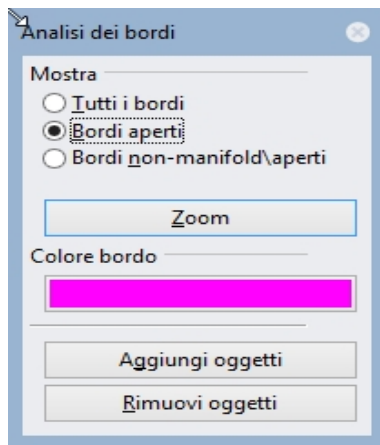 Analisi dei bordi
Mostra
Tutti i bordi
Bordi aperti
Bordi non-manifold\aperti
Zoom
Colore bordo
Aggiungi oggetti
Rimuovi oggetti